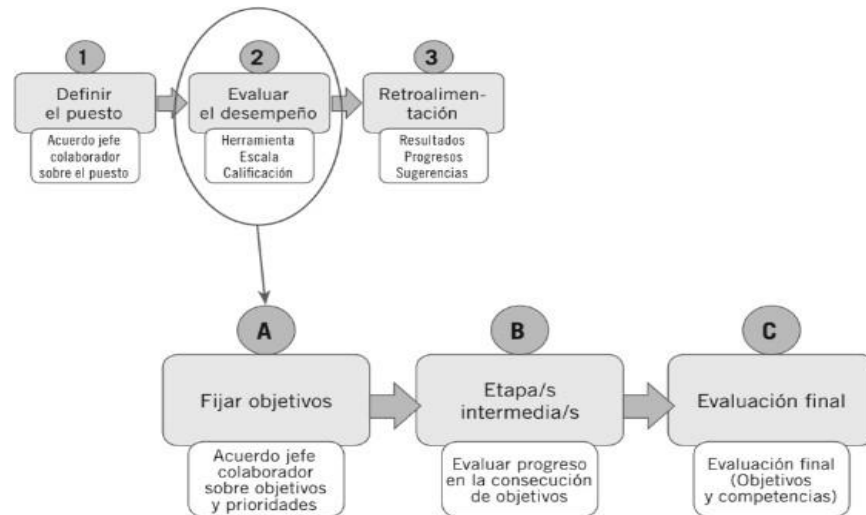 1
Definir
el puesto
Acuerdo jefe
colaborador
sobre el puesto
2
Evaluar
el desempeño
Herramienta
Escala
Calificación
3
Retroalimen-
tación
Resultados
Progresos
Sugerencias
A
Fijar objetivos
Acuerdo jefe
colaborador
sobre objetivos
y prioridades
B
Etapa/s
intermedia/s
Evaluar progreso
en la consecución
de objetivos
C
Evaluación final
Evaluación final
(Objetivos
y competencias)